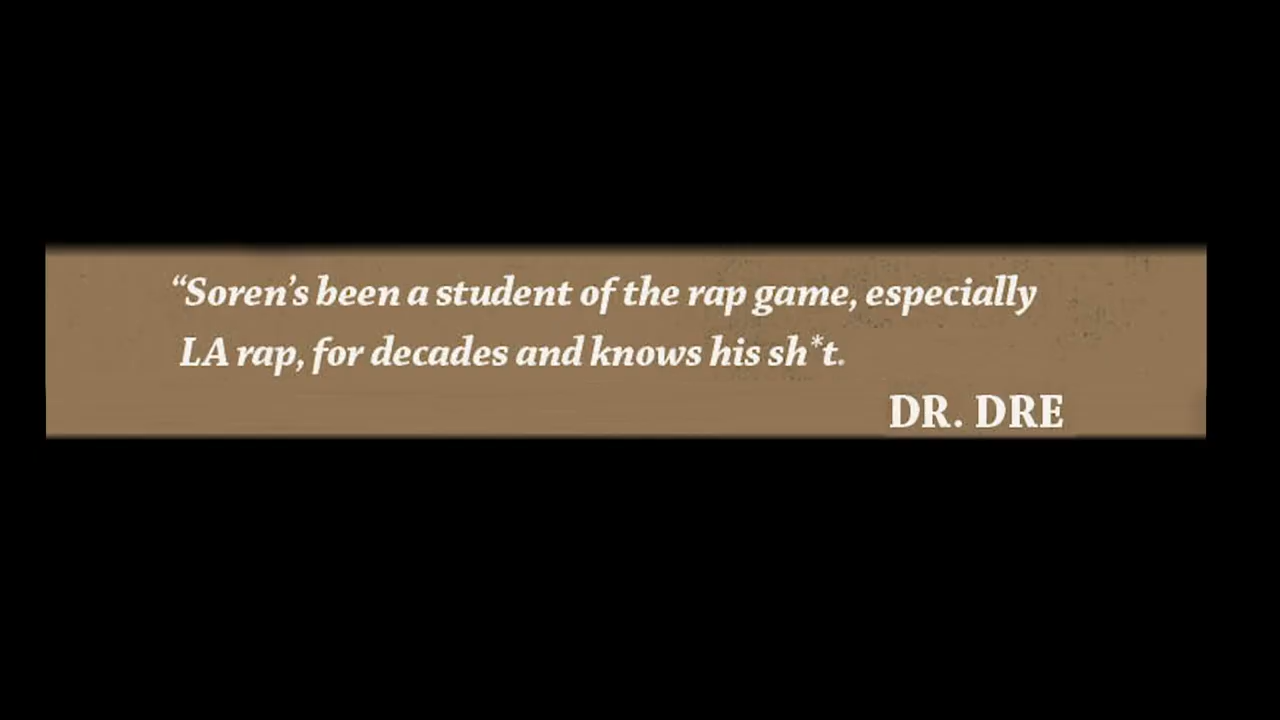 “Soren’s been a student of the rap game, especially
LA rap, for decades and knows his sh*t.
DR. DRE